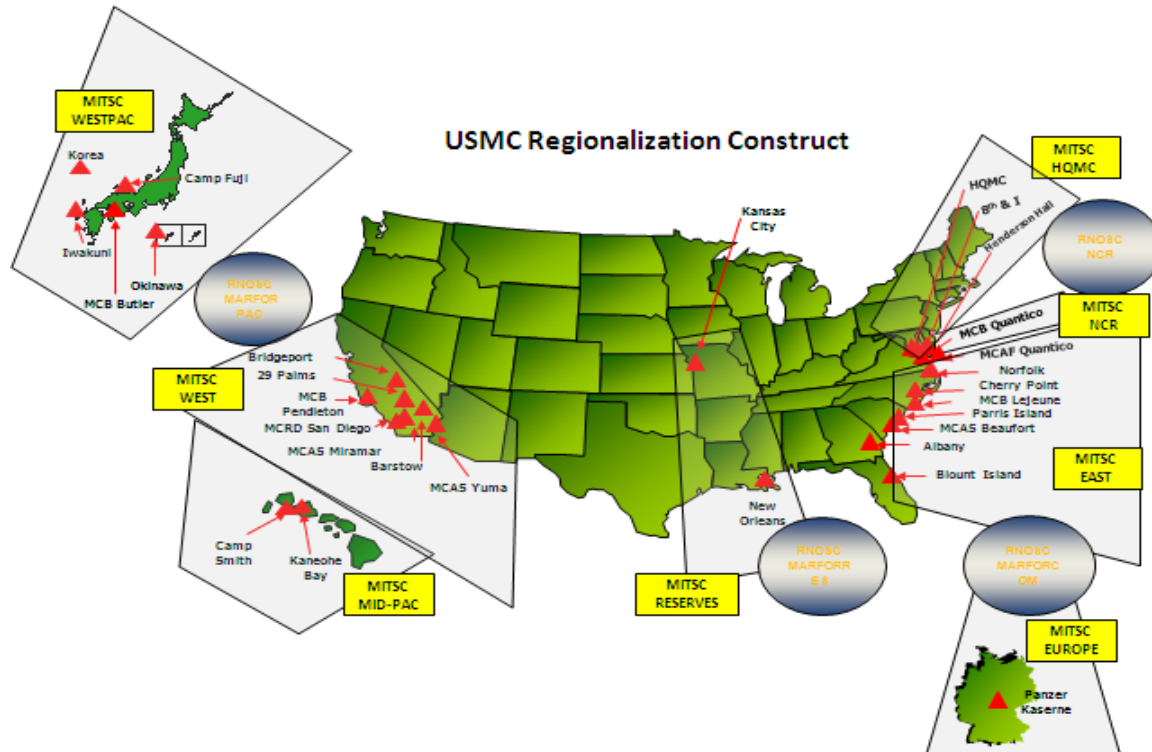 USMC Regionalization Construct
MITSC
WESTPAC
Korea
Camp Fuji
Iwakuni
Okinawa
MCB Butler
RNOSC
MARFOR
PAC
MITSC
WEST
Bridgeport
29 Palms
MCB
Pendleton
MCRD San Diego
MCAS Miramar
Barstow
MCAS Yuma
Camp
Smith
Kaneohe
Bay
MITSC
MID-PAC
Kansas
City
New
Orleans
MITSC
RESERVES
RNOSC
MARFORR
ES
MITSC
HQMC
HQMC
8th & I
Henderson Hall
RNOSC
NCR
MITSC
NCR
MCB Quantico
MCAF Quantico
Norfolk
Cherry Point
MCB LeJeune
Parris Island
MCAS Beaufort
Albany
Blount Island
MITSC
EAST
RNOSC
MARFORC
OM
MITSC
EUROPE
Panzer
Kaserne